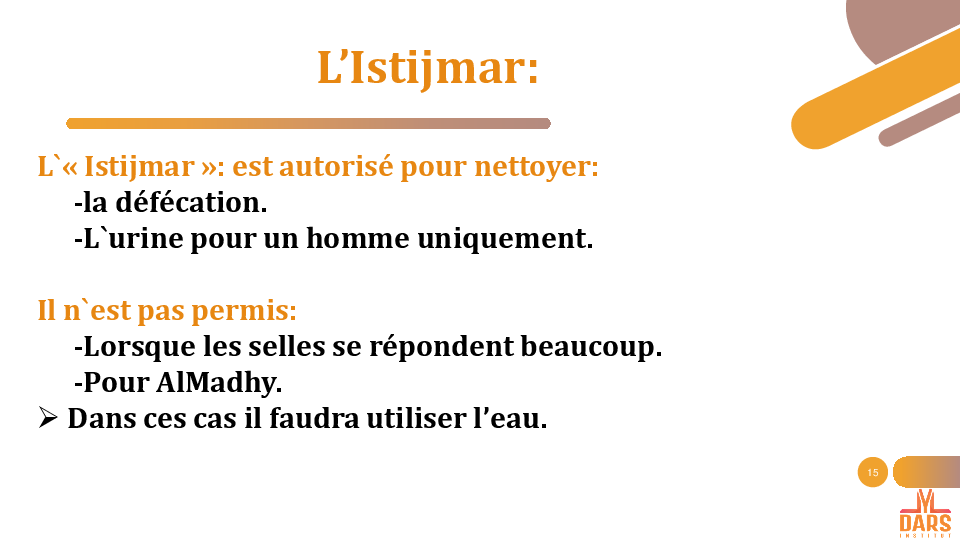 L’Istijmar:
L`« Istijmar »: est autorisé pour nettoyer:
-la défécation.
-L`urine pour un homme uniquement.
Il n`est pas permis:
-Lorsque les selles se répondent beaucoup.
-Pour AlMadhy.
➢ Dans ces cas il faudra utiliser l’eau.
15
DARS
INSTITUT